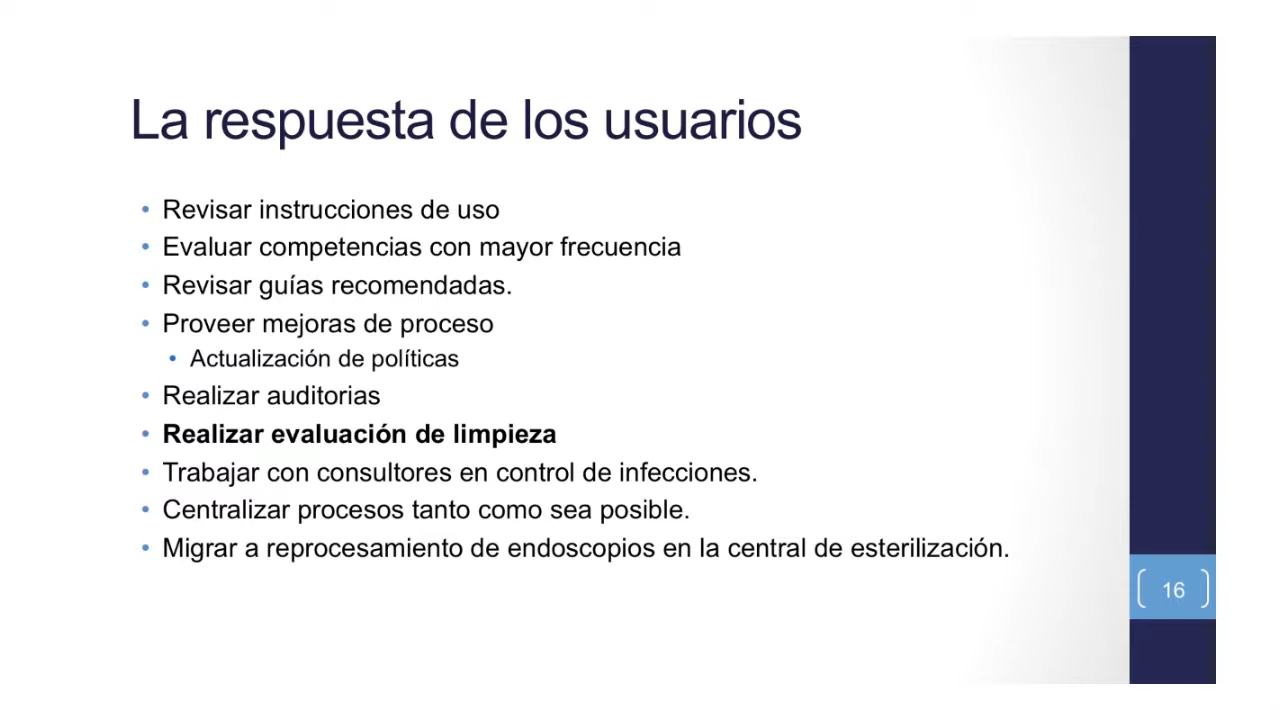 La respuesta de los usuarios
• Revisar instrucciones de uso
• Evaluar competencias con mayor frecuencia
• Revisar guías recomendadas.
• Proveer mejoras de proceso
• Actualización de políticas
• Realizar auditorias
• Realizar evaluación de limpieza
• Trabajar con consultores en control de infecciones.
• Centralizar procesos tanto como sea posible.
• Migrar a reprocesamiento de endoscopios en la central de esterilización.
16